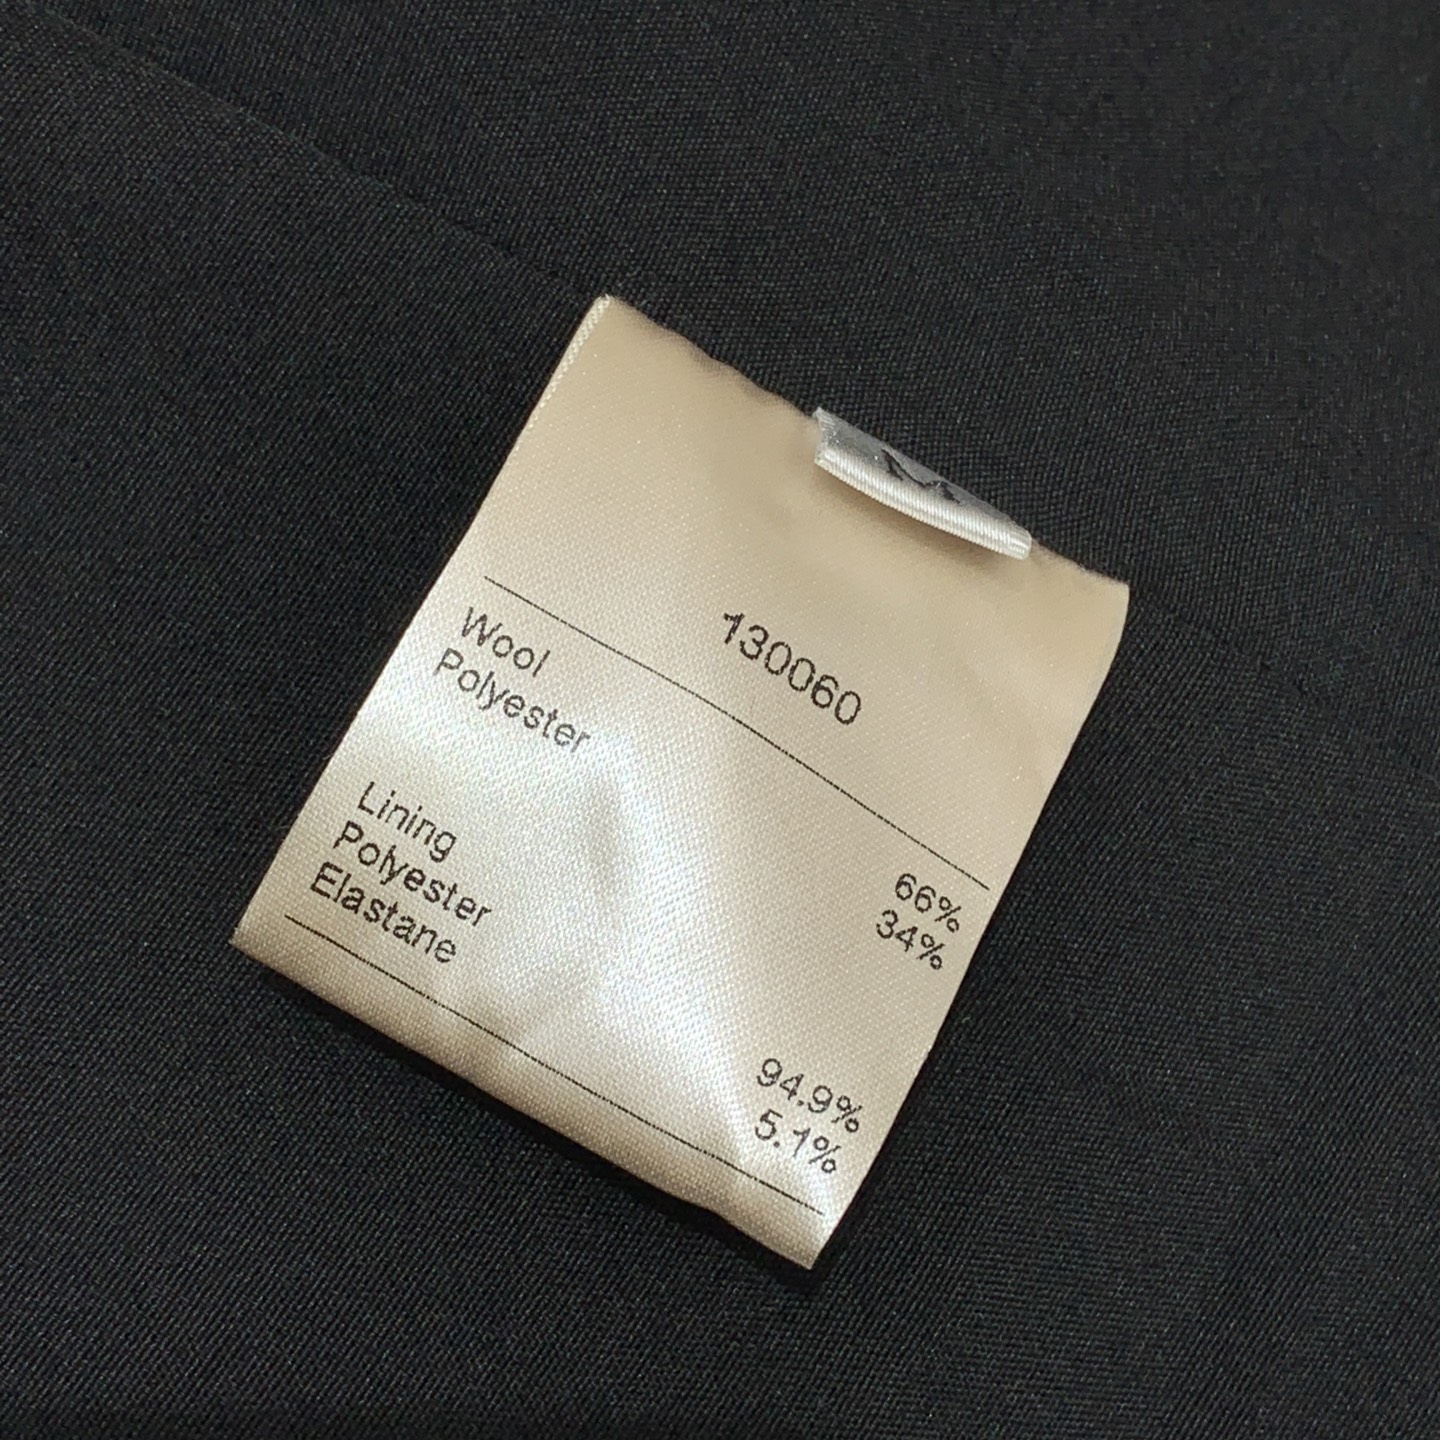 M
130060
Wool 66%
Polyester 34%
Lining
Polyester 94.9%
Elastane 5.1%